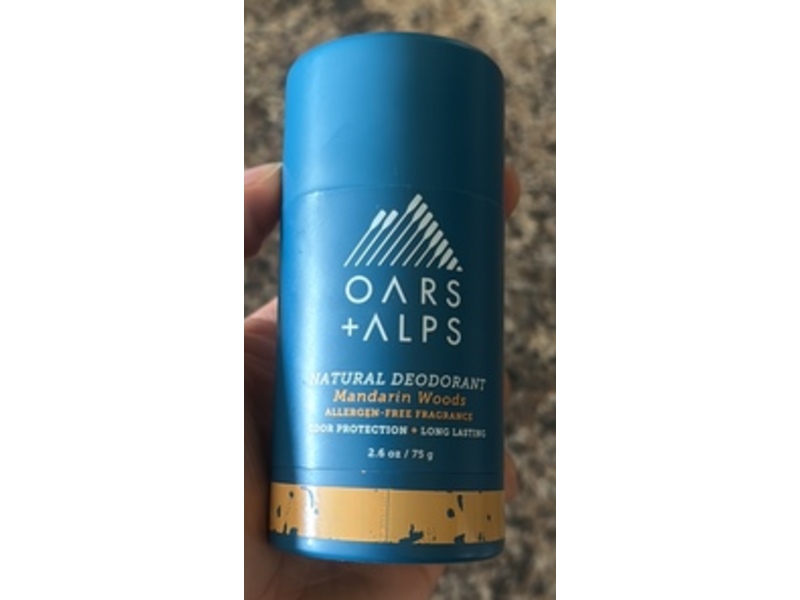 OARS
+ALPS
NATURAL DEODORANT
Mandarin Woods
ALLERGEN-FREE FRAGRANCE
ODOR PROTECTION + LONG LASTING
2.6 oz / 75 g